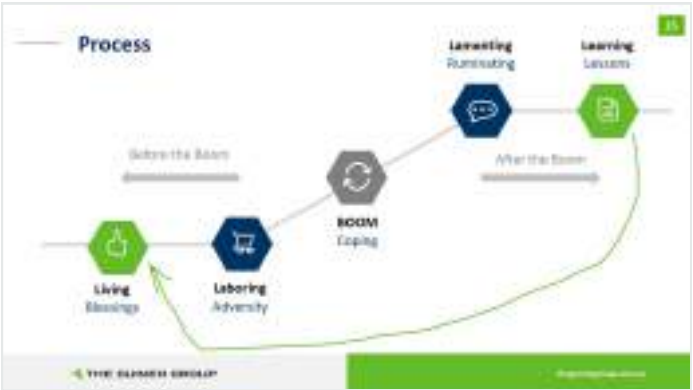 15
Process
Lamenting
Ruminating
Learning
Lessons
Before the Boom
After the Boom
BOOM
Coping
Living
Blessings
Laboring
Adversity
THE GROUP